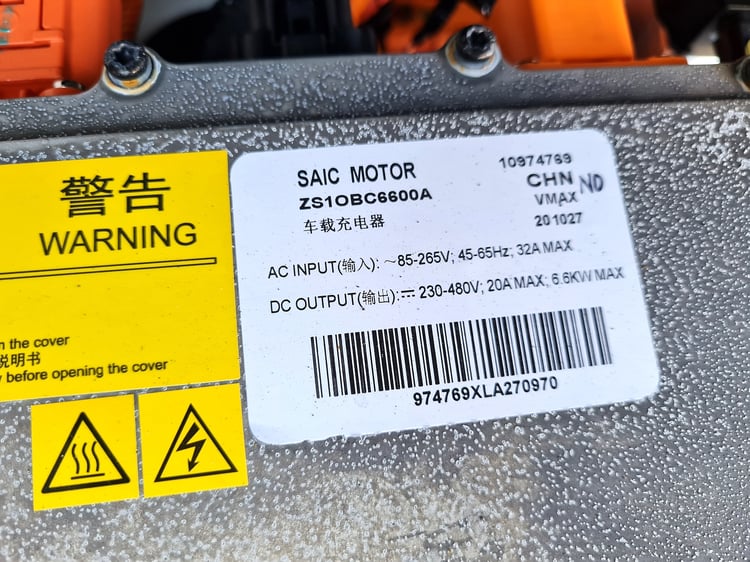 警告
WARNING
n the cover
说明书
before opening the cover
SAIC MOTOR
10974769
ZS1OBC6600A
CHN
ND
车载充电器
VMAX
201027
AC INPUT(输入): ~85-265V; 45-65Hz; 32A MAX
DC OUTPUT(输出): ⎓ 230-480V; 20A MAX; 6.6KW MAX
974769XLA270970